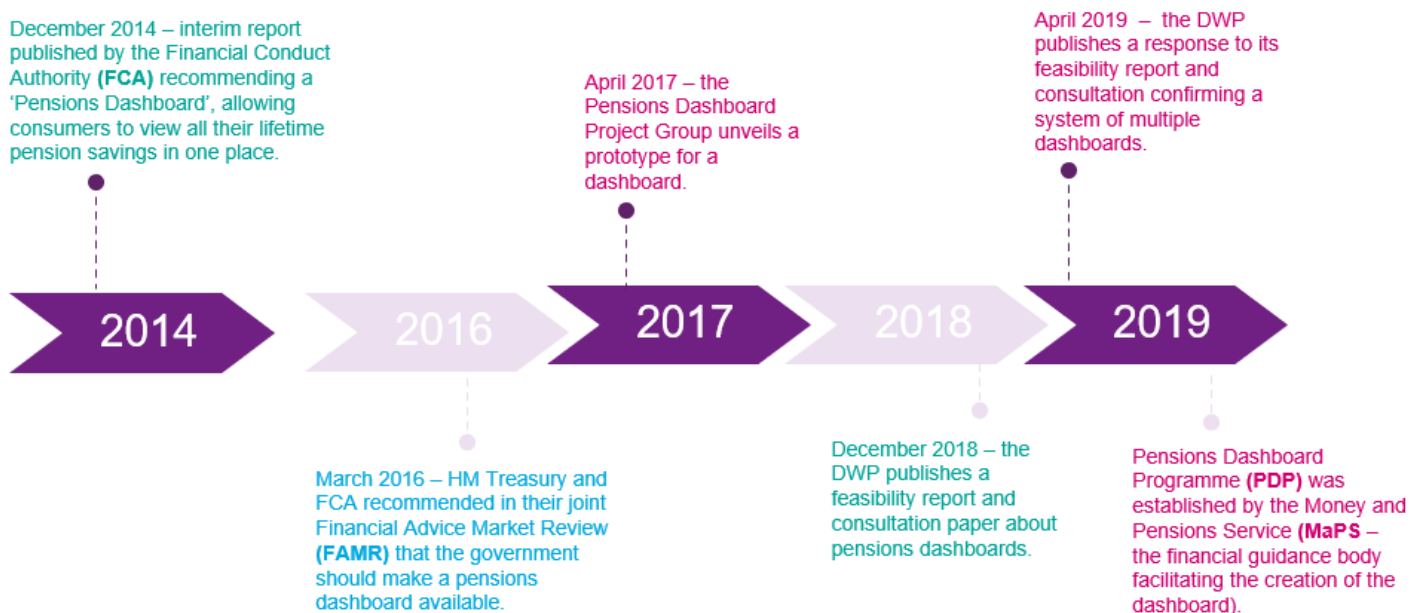 December 2014 – interim report
published by the Financial Conduct
Authority (FCA) recommending a
‘Pensions Dashboard’, allowing
consumers to view all their lifetime
pension savings in one place.
April 2017 – the
Pensions Dashboard
Project Group unveils a
prototype for a
dashboard.
April 2019 – the DWP
publishes a response to its
feasibility report and
consultation confirming a
system of multiple
dashboards.
2014
2016
2017
2018
2019
March 2016 – HM Treasury and
FCA recommended in their joint
Financial Advice Market Review
(FAMR) that the government
should make a pensions
dashboard available.
December 2018 – the
DWP publishes a
feasibility report and
consultation paper about
pensions dashboards.
Pensions Dashboard
Programme (PDP) was
established by the Money and
Pensions Service (MaPS –
the financial guidance body
facilitating the creation of the
dashboard).